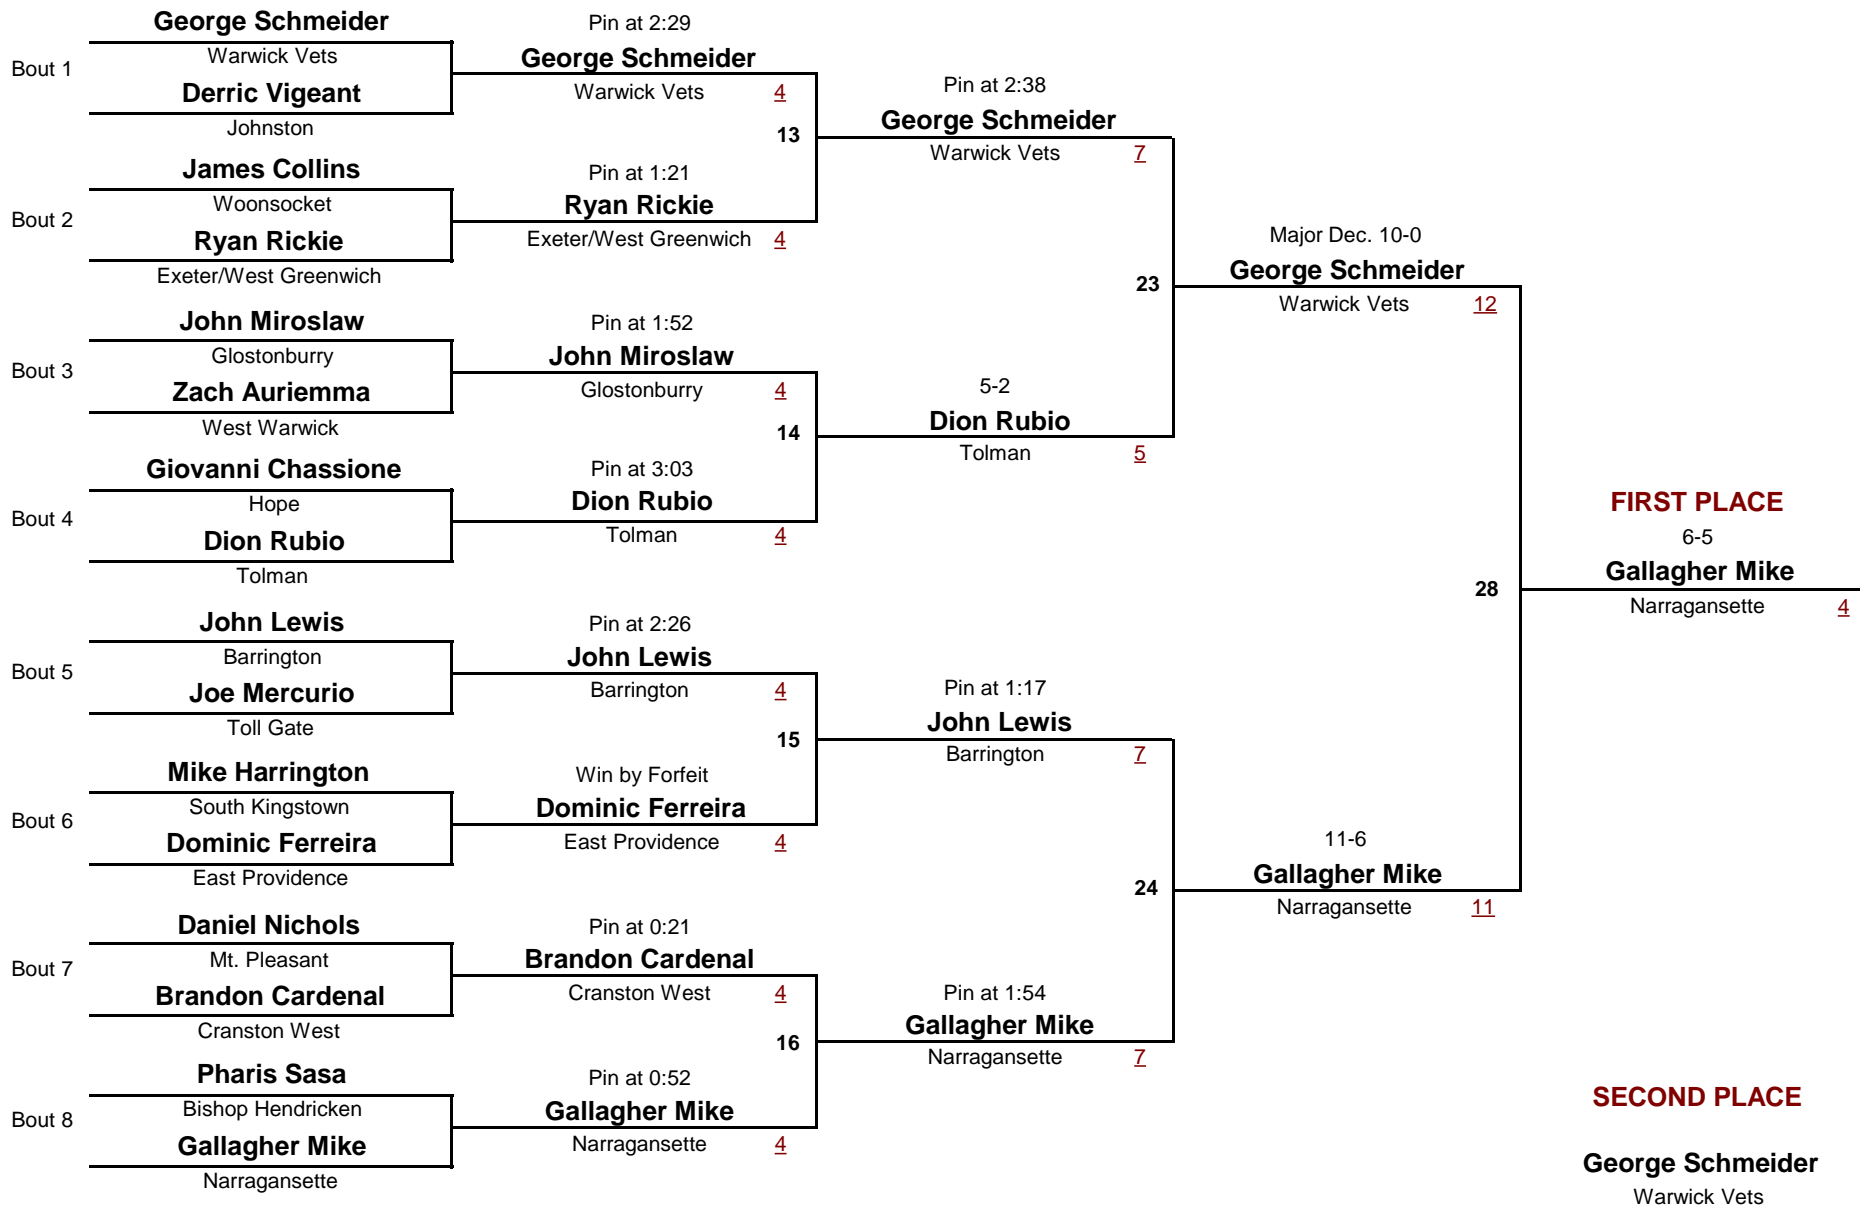 George Schmeider
Bout 1
Warwick Vets
Derric Vigeant
Johnston
James Collins
Bout 2
Woonsocket
Ryan Rickie
Exeter/West Greenwich
John Miroslaw
Bout 3
Glostonburry
Zach Auriemma
West Warwick
Giovanni Chassione
Bout 4
Hope
Dion Rubio
Tolman
John Lewis
Bout 5
Barrington
Joe Mercurio
Toll Gate
Mike Harrington
Bout 6
South Kingstown
Dominic Ferreira
East Providence
Daniel Nichols
Bout 7
Mt. Pleasant
Brandon Cardenal
Cranston West
Pharis Sasa
Bout 8
Bishop Hendricken
Gallagher Mike
Narragansette
Pin at 2:29
George Schmeider
Warwick Vets 4
13
Pin at 1:21
Ryan Rickie
Exeter/West Greenwich 4
Pin at 1:52
John Miroslaw
Glostonburry 4
14
Pin at 3:03
Dion Rubio
Tolman 4
Pin at 2:26
John Lewis
Barrington 4
15
Win by Forfeit
Dominic Ferreira
East Providence 4
Pin at 0:21
Brandon Cardenal
Cranston West 4
16
Pin at 0:52
Gallagher Mike
Narragansette 4
Pin at 2:38
George Schmeider
Warwick Vets 7
23
5-2
Dion Rubio
Tolman 5
Pin at 1:17
John Lewis
Barrington 7
24
Pin at 1:54
Gallagher Mike
Narragansette 7
Major Dec. 10-0
George Schmeider
Warwick Vets 12
28
11-6
Gallagher Mike
Narragansette 11
FIRST PLACE
6-5
Gallagher Mike
Narragansette 4
SECOND PLACE
George Schmeider
Warwick Vets